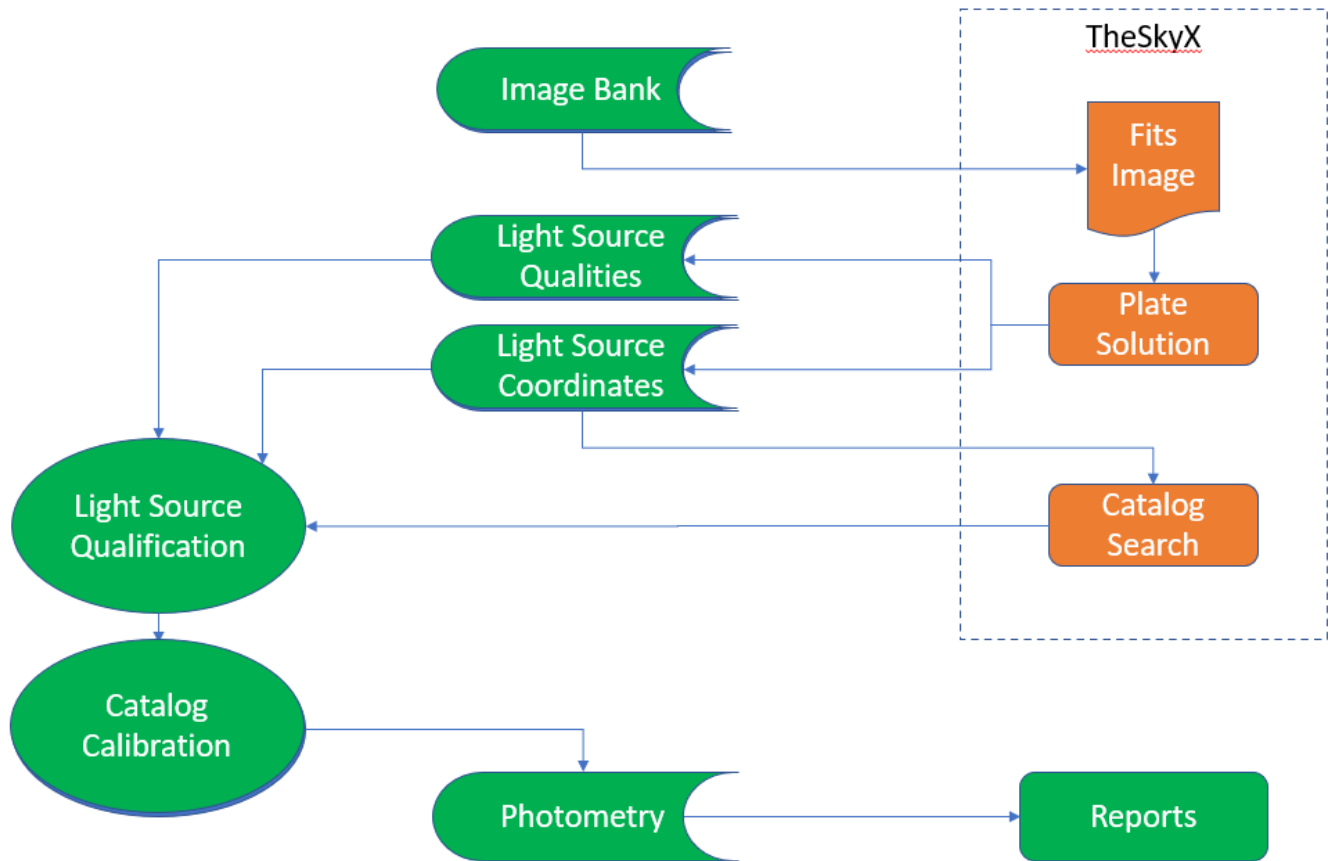 TheSkyX
Image Bank
Fits
Image
Light Source
Qualities
Plate
Solution
Light Source
Coordinates
Light Source
Qualification
Catalog
Search
Catalog
Calibration
Photometry
Reports